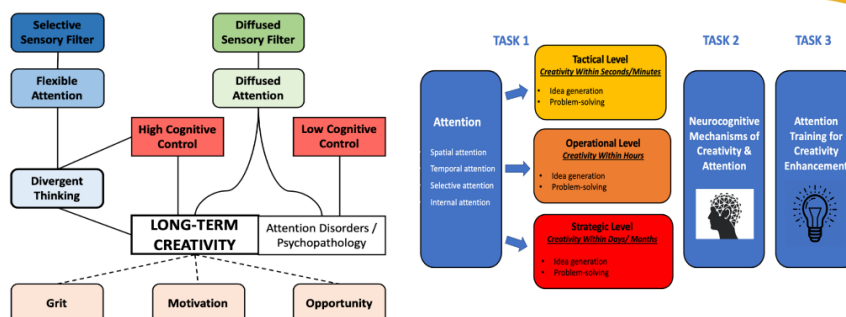 Selective
Sensory Filter
Diffused
Sensory Filter
Flexible
Attention
Diffused
Attention
High Cognitive
Control
Low Cognitive
Control
Divergent
Thinking
LONG-TERM
CREATIVITY
Attention Disorders /
Psychopathology
Grit
Motivation
Opportunity
TASK 1
TASK 2
TASK 3
Attention
Spatial attention
Temporal attention
Selective attention
Internal attention
Tactical Level
Creativity Within Seconds/Minutes
• Idea generation
• Problem-solving
Operational Level
Creativity Within Hours
• Idea generation
• Problem-solving
Strategic Level
Creativity Within Days/ Months
• Idea generation
• Problem-solving
Neurocognitive
Mechanisms of
Creativity &
Attention
Attention
Training for
Creativity
Enhancement